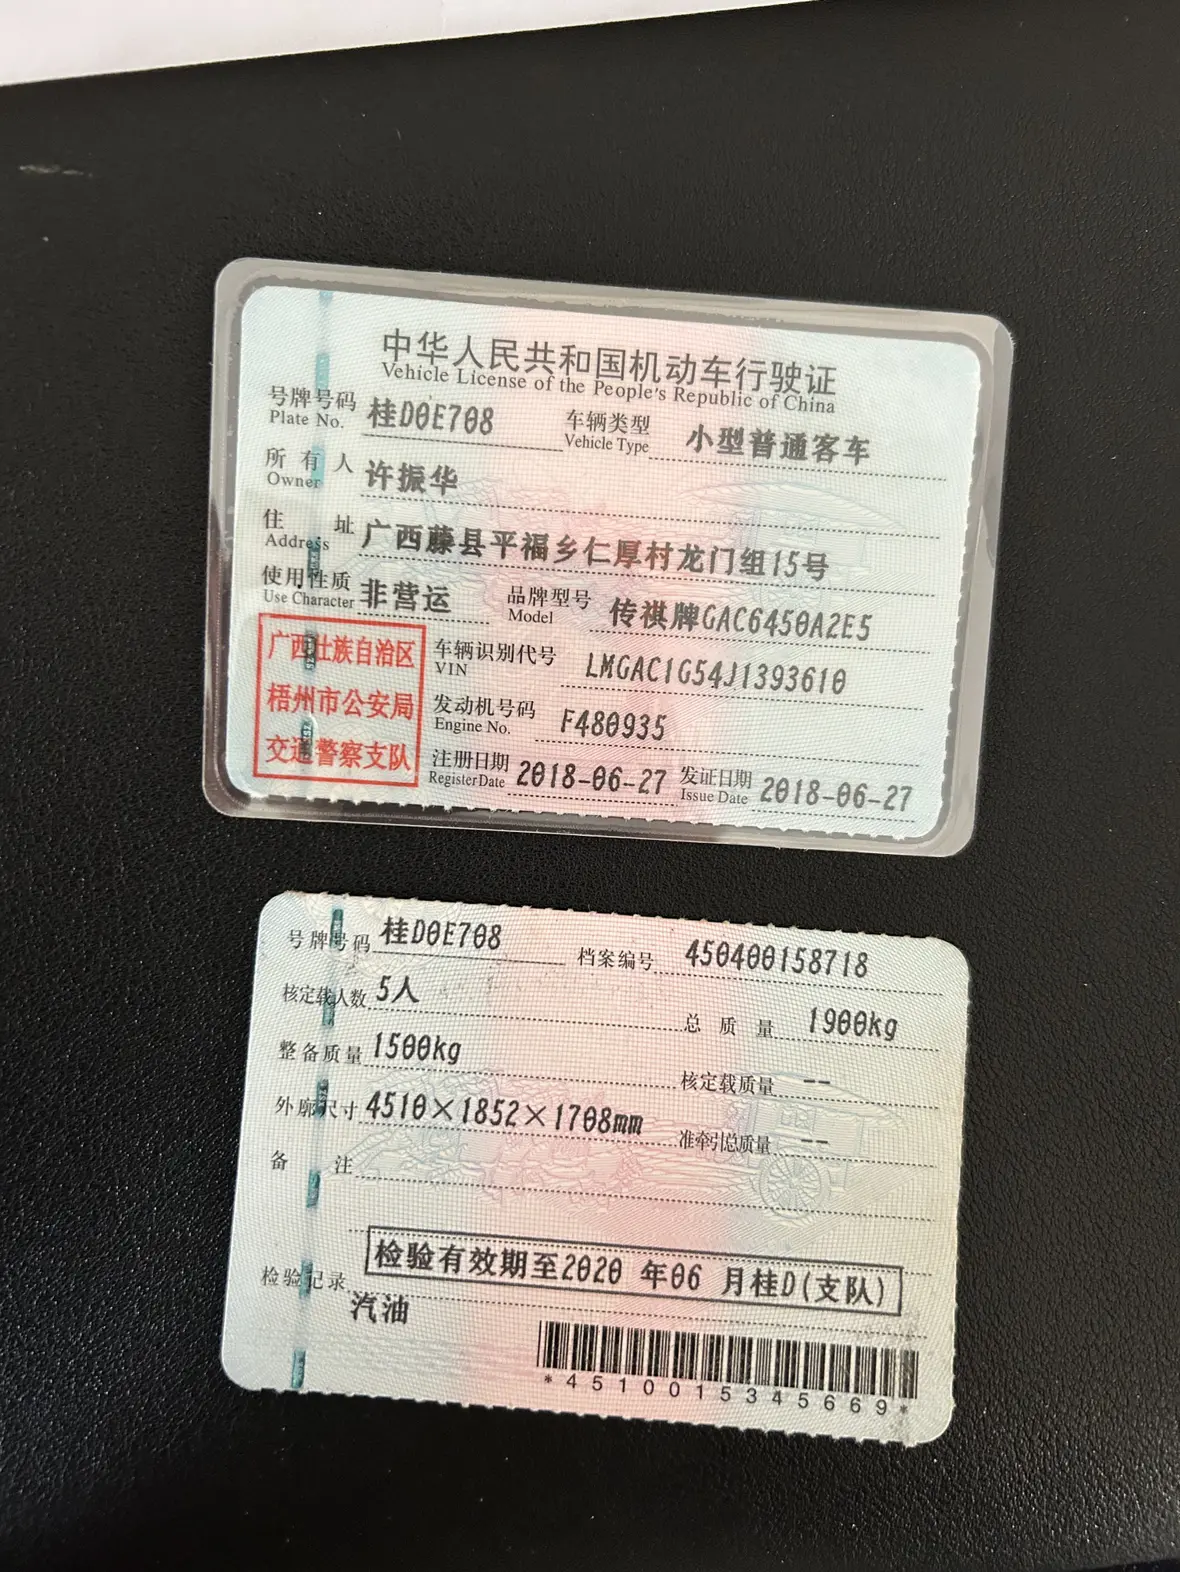 中华人民共和国机动车行驶证
Vehicle License of the People's Republic of China
号牌号码 桂D0E708 车辆类型 小型普通客车
Plate No. Vehicle Type
所有人 许振华
Owner
住址 广西藤县平福乡仁厚村龙门组15号
Address
使用性质 非营运 品牌型号 传祺牌GAC6450A2E5
Use Character Model
广西壮族自治区
梧州市公安局
交通警察支队
车辆识别代号 LMGAC1G54J1393610
VIN
发动机号码 F480935
Engine No.
注册日期 2018-06-27 发证日期 2018-06-27
Register Date Issue Date
号牌号码 桂D0E708 档案编号 450400158718
核定载人数 5人 总质量 1900kg
整备质量 1500kg 核定载质量 --
外廓尺寸 4510×1852×1708mm 准牵引总质量 --
备注
检验有效期至2020 年06 月桂D(支队)
检验记录
汽油
*4510015345669*